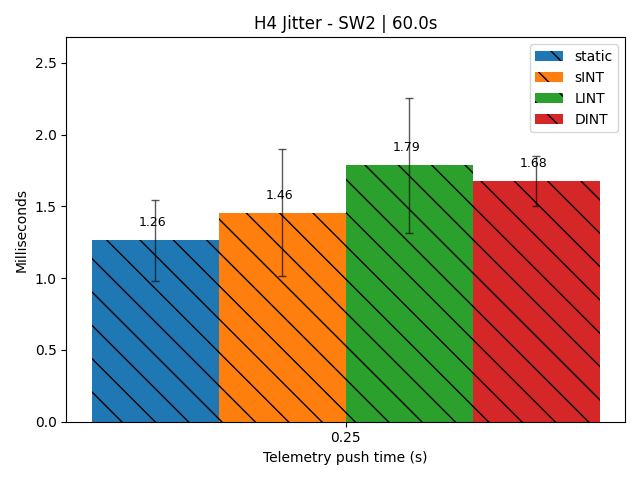 H4 Jitter - SW2 | 60.0s
static
sINT
LINT
DINT
Milliseconds
2.5
2.0
1.5
1.0
0.5
0.0
1.26
1.46
1.79
1.68
0.25
Telemetry push time (s)